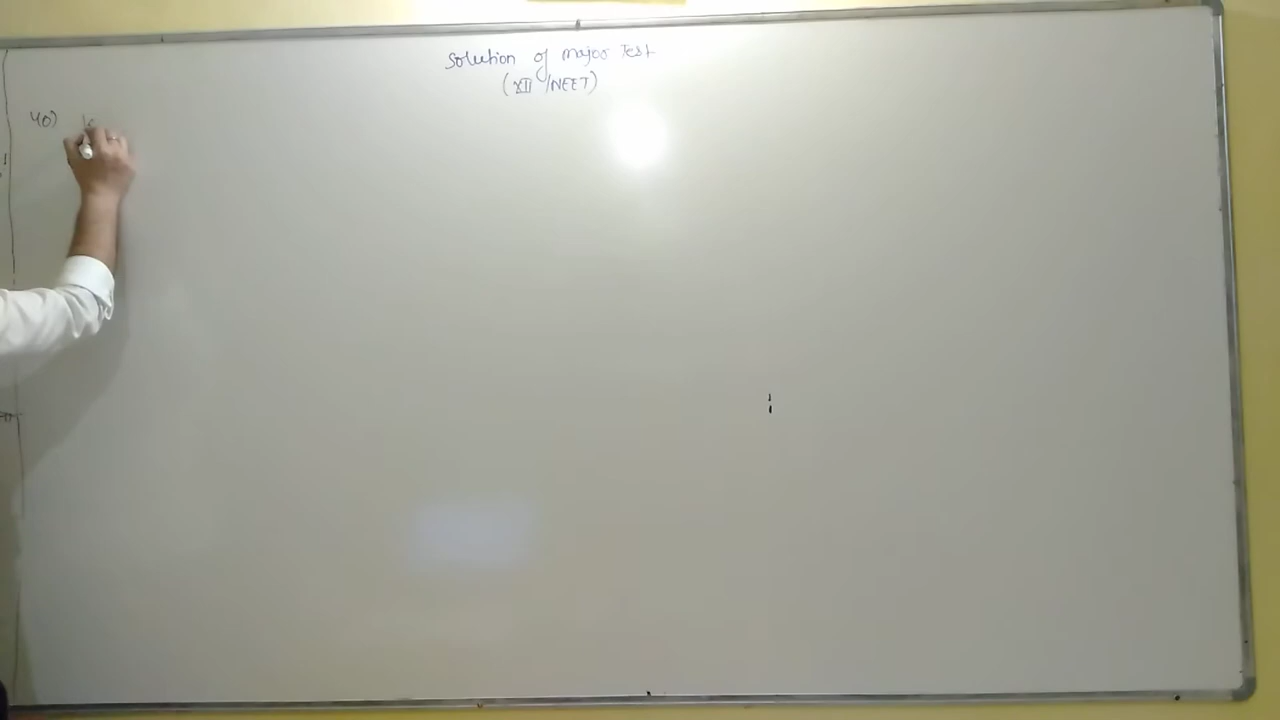 Solution of Major Test
(XII /NEET)
40) K